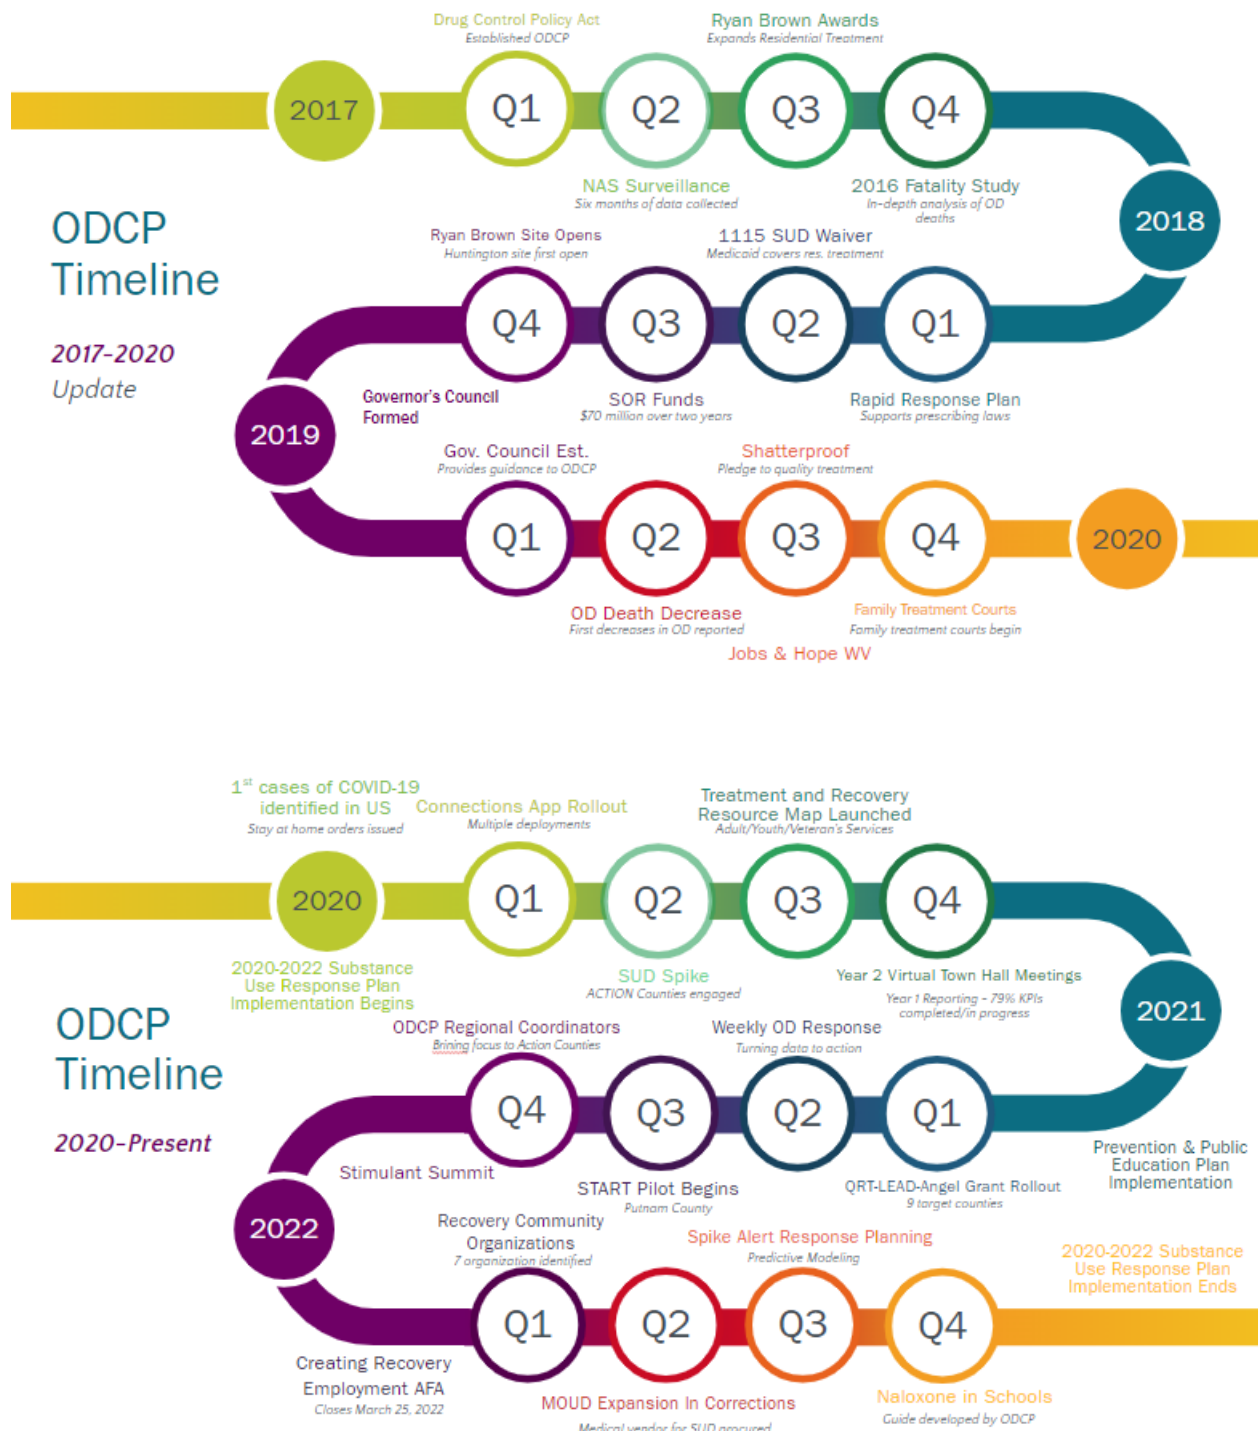 Drug Control Policy Act
Established ODCP
Ryan Brown Awards
Expands Residential Treatment
2017
Q1
Q2
Q3
Q4
NAS Surveillance
Six months of data collected
2016 Fatality Study
In-depth analysis of OD
deaths
2018
ODCP
Timeline
2017-2020
Update
Ryan Brown Site Opens
Huntington site first open
1115 SUD Waiver
Medicaid covers res. treatment
Q4
Q3
Q2
Q1
Governor's Council
Formed
SOR Funds
$70 million over two years
Rapid Response Plan
Supports prescribing laws
2019
Gov. Council Est.
Provides guidance to ODCP
Shatterproof
Pledge to quality treatment
Q1
Q2
Q3
Q4
2020
OD Death Decrease
First decreases in OD reported
Family Treatment Courts
Family treatment courts begin
Jobs & Hope WV
1st cases of COVID-19
identified in US
Stay at home orders issued
Connections App Rollout
Multiple deployments
Treatment and Recovery
Resource Map Launched
Adult/Youth/Veteran's Services
2020
Q1
Q2
Q3
Q4
2020-2022 Substance
Use Response Plan
Implementation Begins
SUD Spike
ACTION Counties engaged
Year 2 Virtual Town Hall Meetings
Year 1 Reporting - 79% KPIs
completed/in progress
2021
ODCP
Timeline
2020-Present
ODCP Regional Coordinators
Brining focus to Action Counties
Weekly OD Response
Turning data to action
Q4
Q3
Q2
Q1
Stimulant Summit
START Pilot Begins
Putnam County
QRT-LEAD-Angel Grant Rollout
9 target counties
Prevention & Public
Education Plan
Implementation
2022
Recovery Community
Organizations
7 organization identified
Spike Alert Response Planning
Predictive Modeling
2020-2022 Substance
Use Response Plan
Implementation Ends
Q1
Q2
Q3
Q4
Creating Recovery
Employment AFA
Closes March 25, 2022
MOUD Expansion In Corrections
Medical vendor for SUD procured
Naloxone in Schools
Guide developed by ODCP